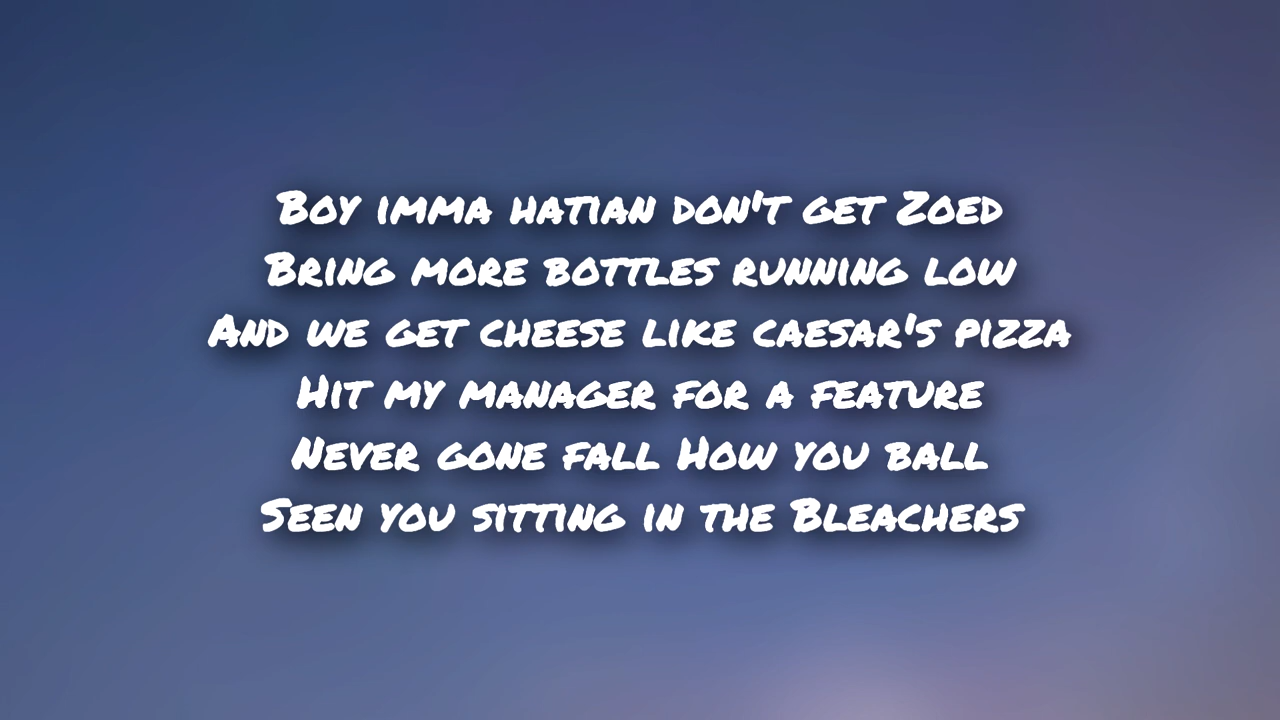 Boy imma hatian don't get Zoed
Bring more bottles running low
And we get cheese like caesar's pizza
Hit my manager for a feature
Never gone fall How you ball
Seen you sitting in the Bleachers